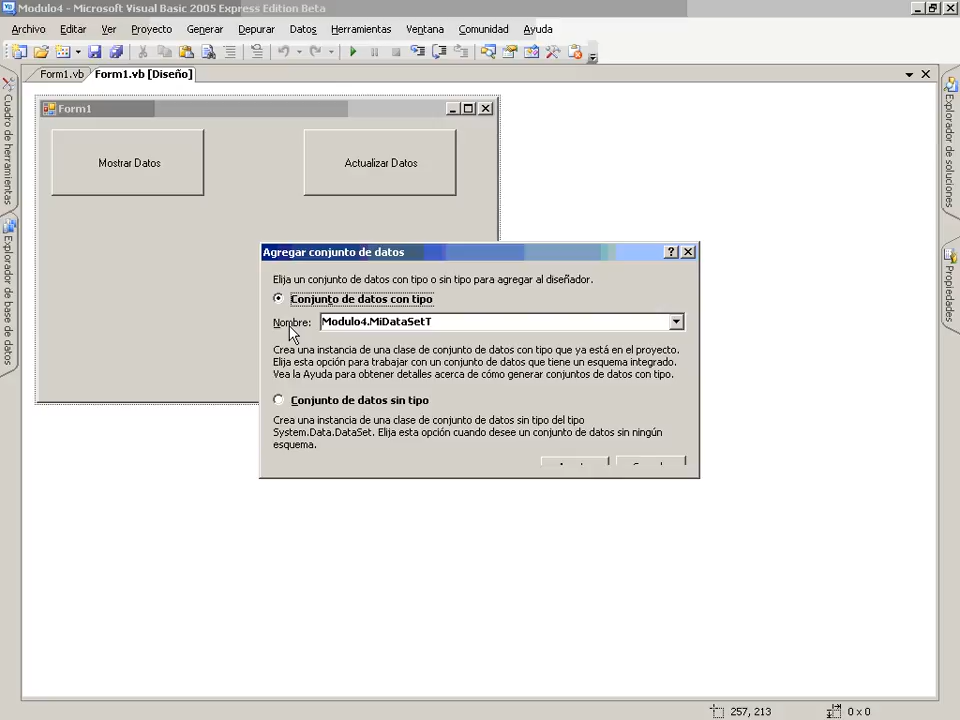 Modulo4 - Microsoft Visual Basic 2005 Express Edition Beta
Archivo Editar Ver Proyecto Generar Depurar Datos Herramientas Ventana Comunidad Ayuda
Form1.vb Form1.vb [Diseño]
Cuadro de herramientas
Explorador de base de datos
Explorador de soluciones
Propiedades
Form1
Mostrar Datos
Actualizar Datos
Agregar conjunto de datos
Elija un conjunto de datos con tipo o sin tipo para agregar al diseñador.
Conjunto de datos con tipo
Nombre: Modulo4.MiDataSetT
Crea una instancia de una clase de conjunto de datos con tipo que ya está en el proyecto.
Elija esta opción para trabajar con un conjunto de datos que tiene un esquema integrado.
Vea la Ayuda para obtener detalles acerca de cómo generar conjuntos de datos con tipo.
Conjunto de datos sin tipo
Crea una instancia de una clase de conjunto de datos sin tipo del tipo
System.Data.DataSet. Elija esta opción cuando desee un conjunto de datos sin ningún
esquema.
257, 213 0 x 0